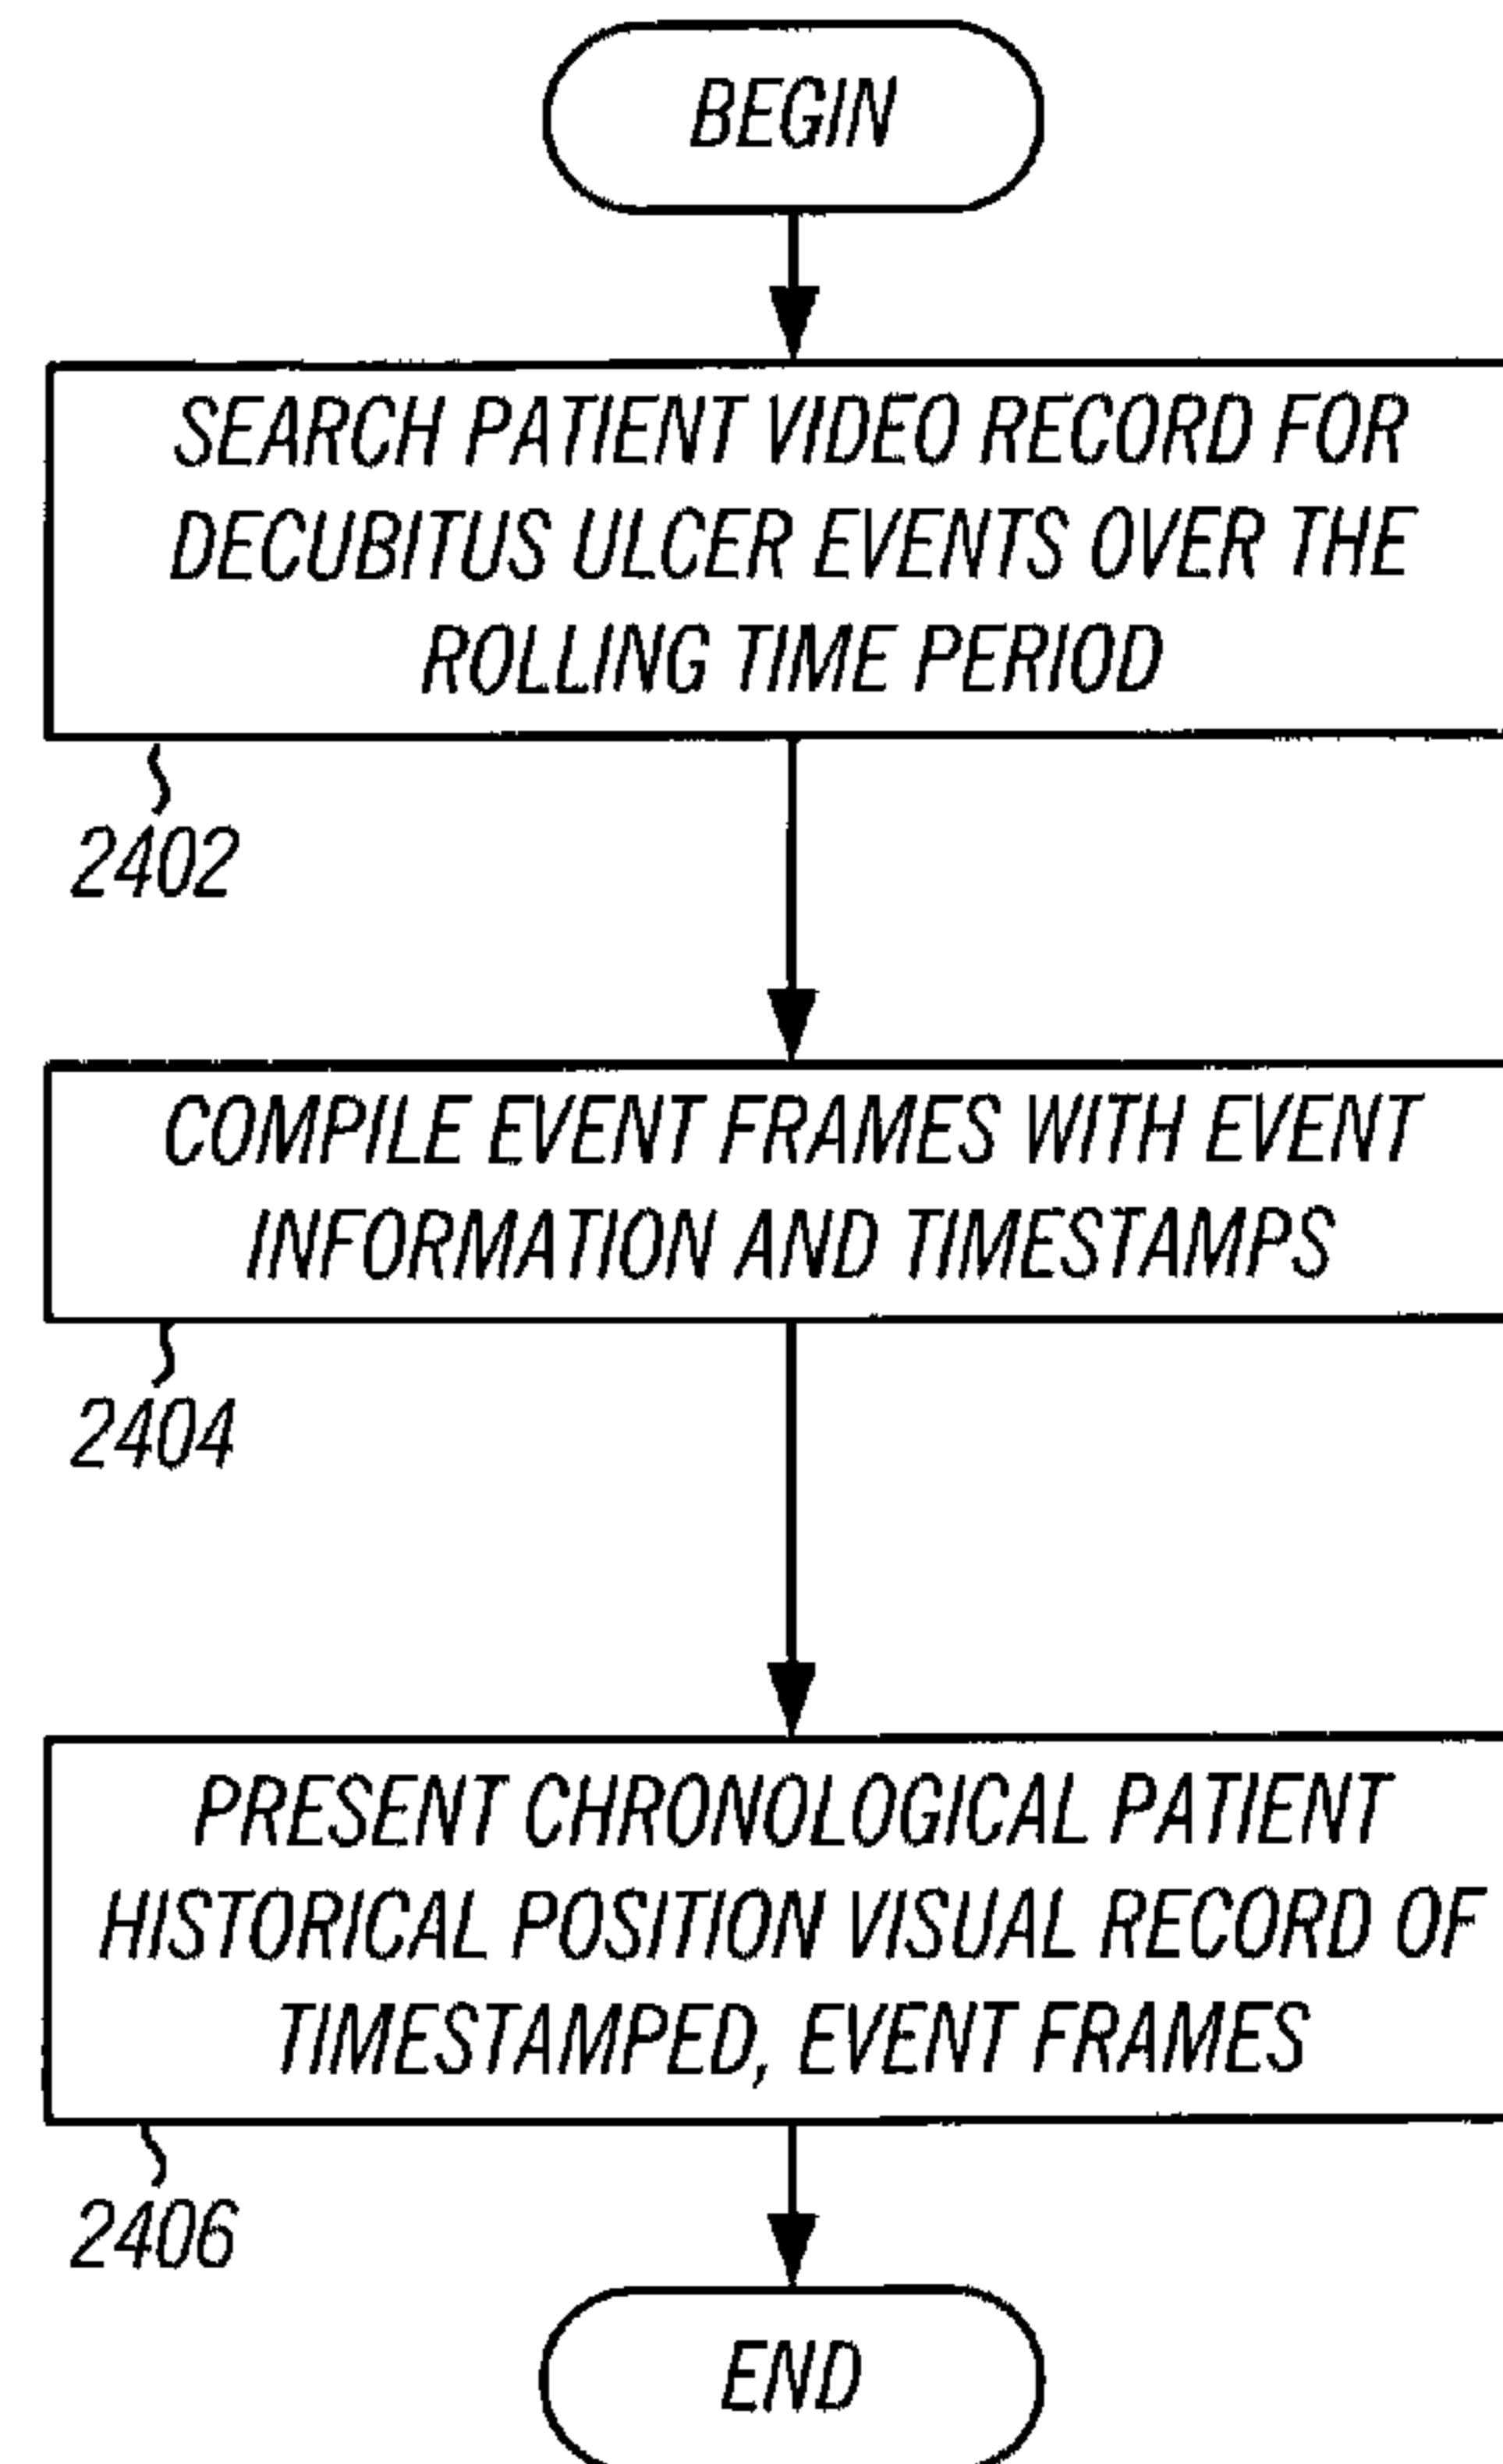 BEGIN
SEARCH PATIENT VIDEO RECORD FOR
DECUBITUS ULCER EVENTS OVER THE
ROLLING TIME PERIOD
2402
COMPILE EVENT FRAMES WITH EVENT
INFORMATION AND TIMESTAMPS
2404
PRESENT CHRONOLOGICAL PATIENT
HISTORICAL POSITION VISUAL RECORD OF
TIMESTAMPED, EVENT FRAMES
2406
END